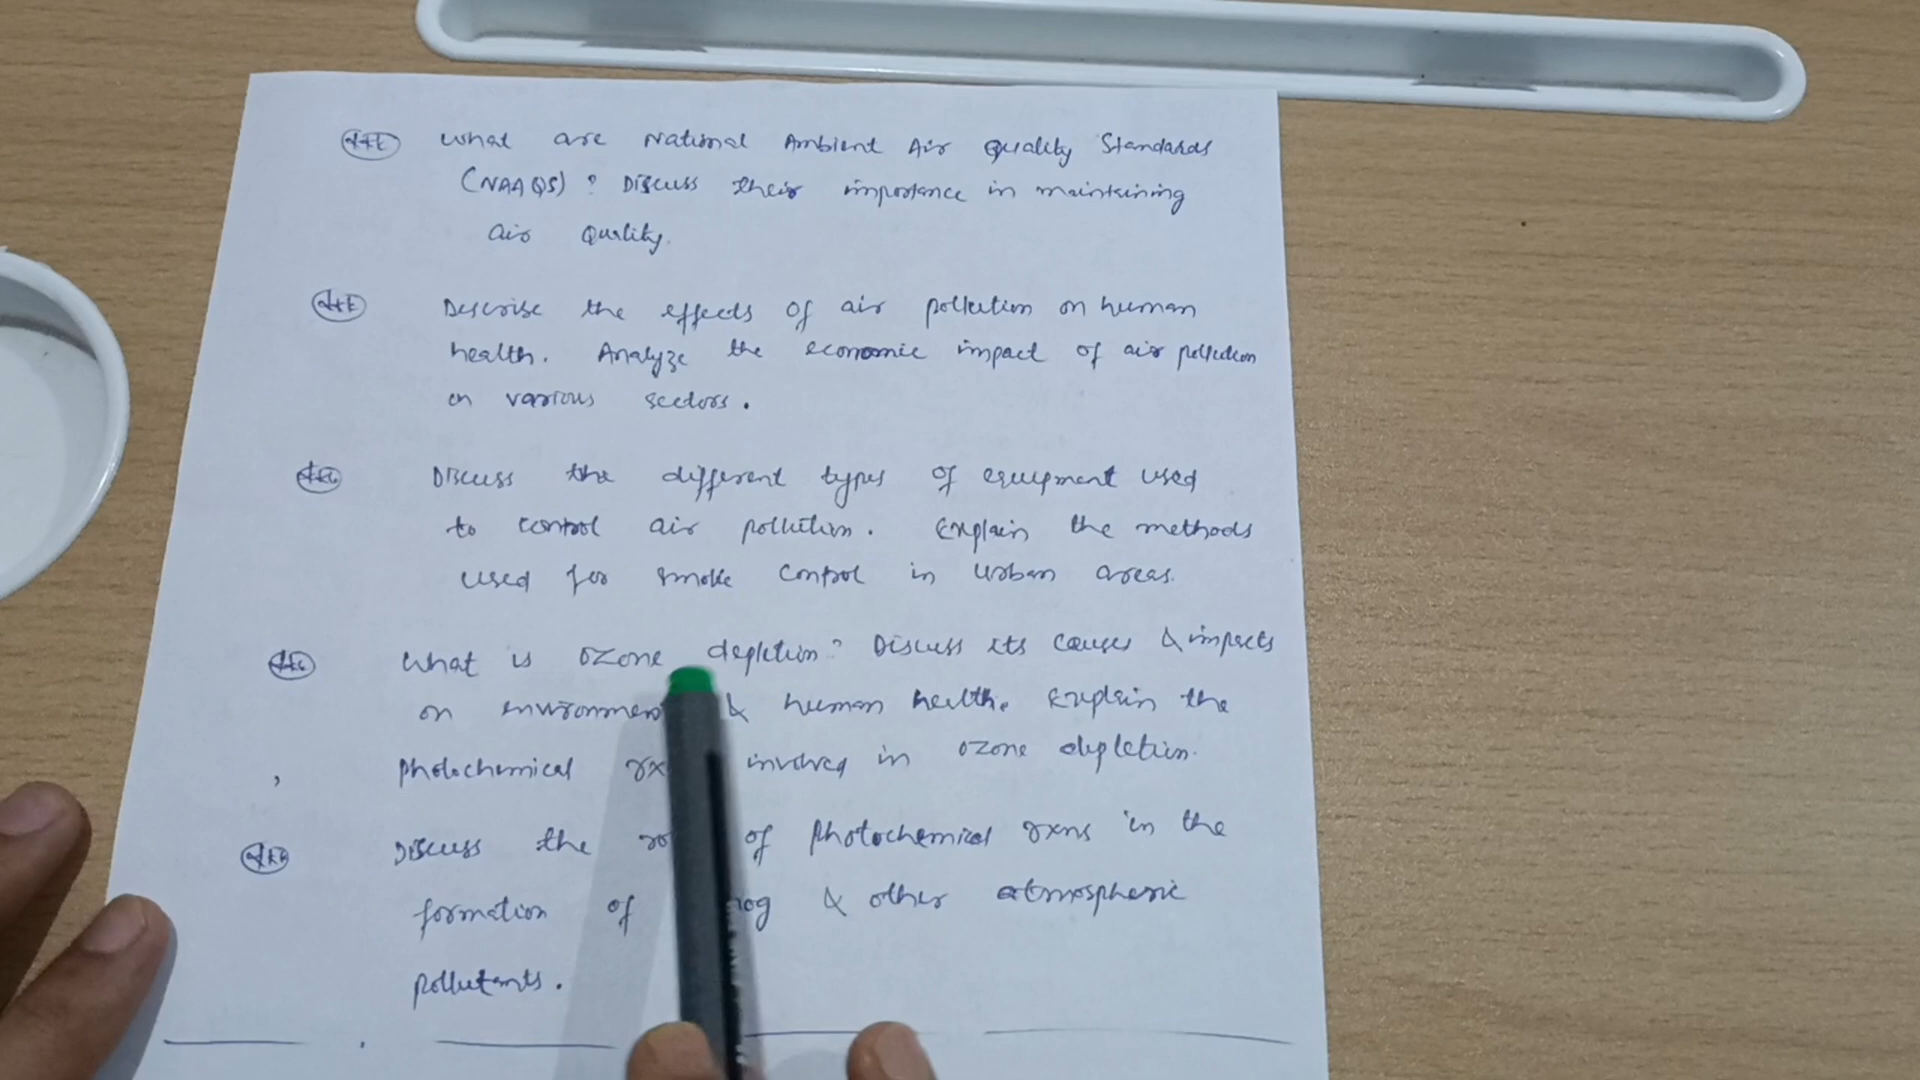 What are National Ambient Air Quality Standards
(NAAQS)? Discuss their importance in maintaining
air Quality.
Describe the effects of air pollution on human
health. Analyze the economic impact of air pollution
on various sectors.
Discuss the different types of equipment used
to control air pollution. Explain the methods
used for smoke control in urban areas.
What is ozone depletion? Discuss its causes & impacts
on environment & human health. Explain the
photochemical involved in ozone depletion.
Discuss the of photochemical rxns in the
formation of & other atmospheric
pollutants.